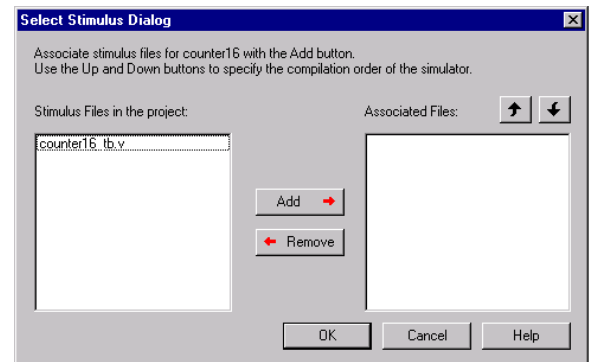 Select Stimulus Dialog
Associate stimulus files for counter16 with the Add button.
Use the Up and Down buttons to specify the compilation order of the simulator.
Stimulus Files in the project:
Associated Files:
counter16_tb.v
Add
Remove
OK
Cancel
Help